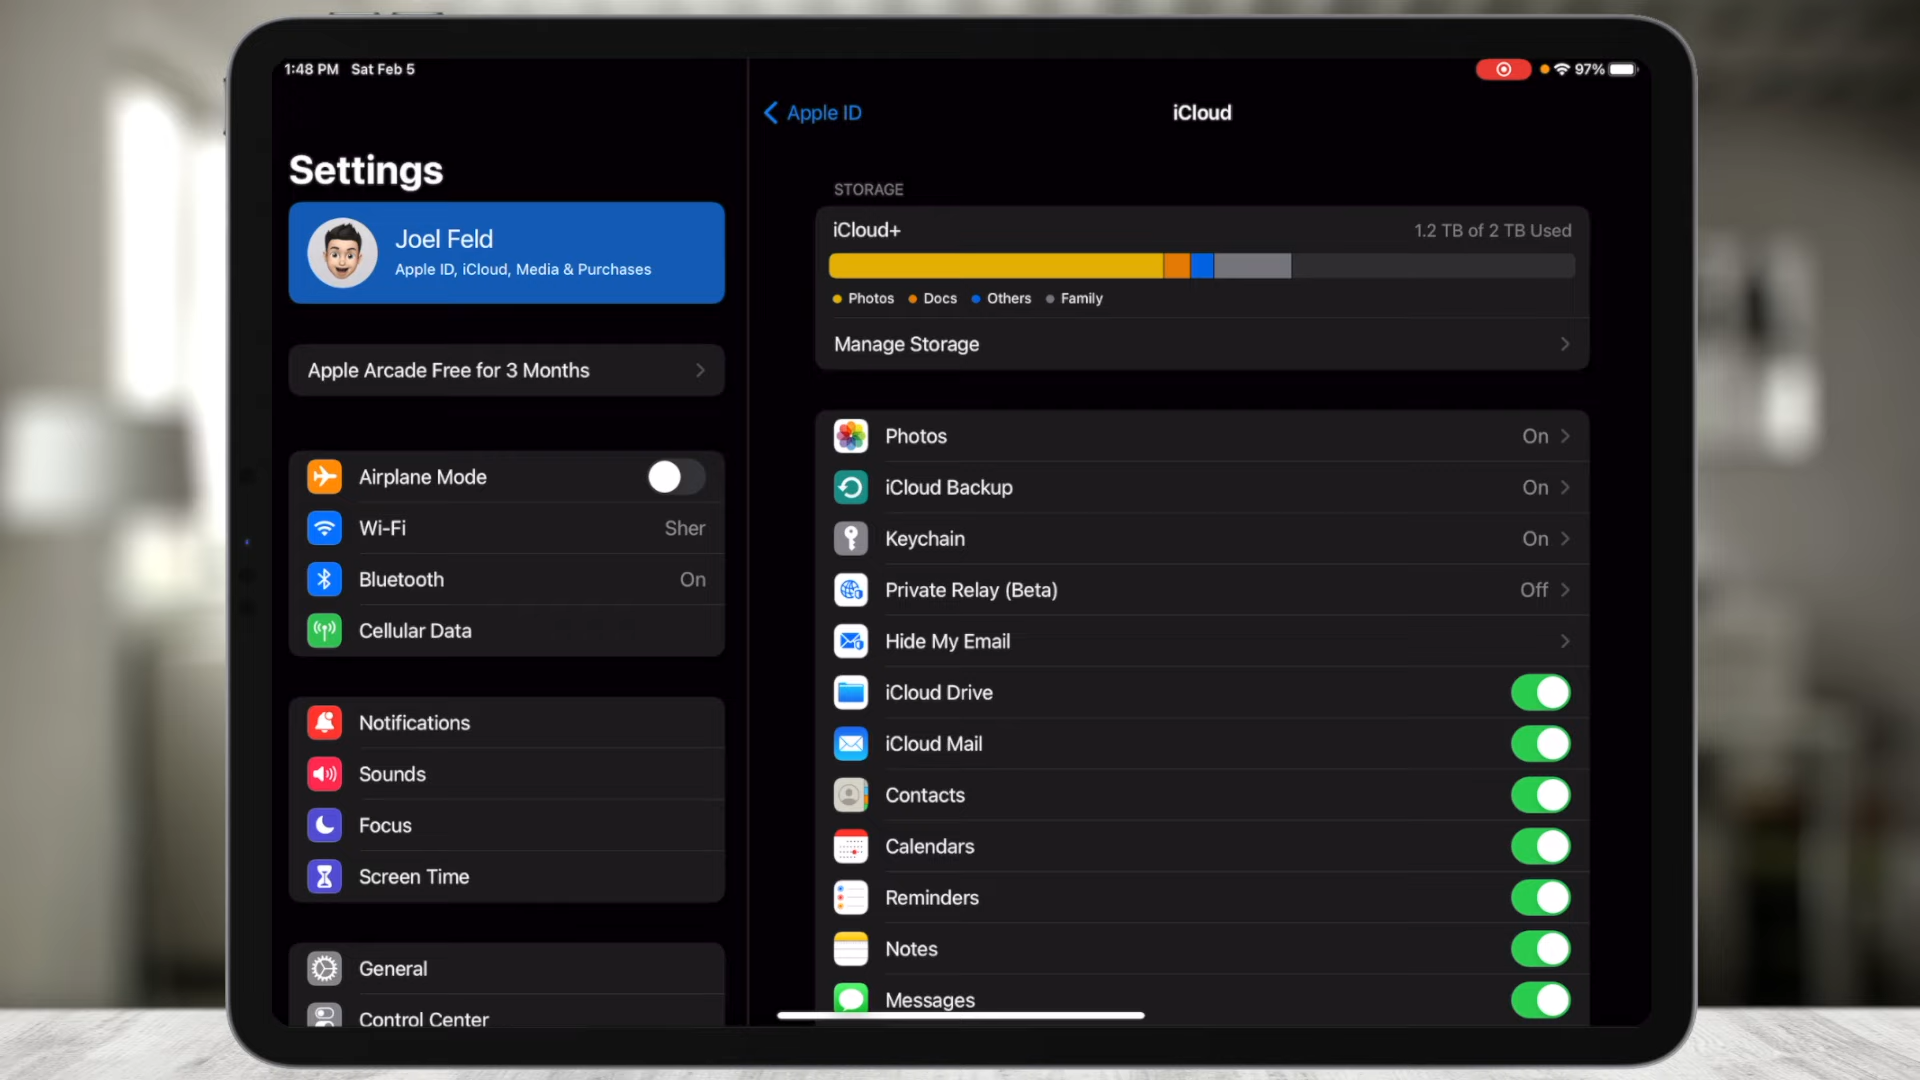 1:48 PM Sat Feb 5
97%
Settings
Joel Feld
Apple ID, iCloud, Media & Purchases
Apple Arcade Free for 3 Months
Airplane Mode
Wi-Fi Sher
Bluetooth On
Cellular Data
Notifications
Sounds
Focus
Screen Time
General
Control Center
Apple ID
iCloud
STORAGE
iCloud+ 1.2 TB of 2 TB Used
Photos Docs Others Family
Manage Storage
Photos On
iCloud Backup On
Keychain On
Private Relay (Beta) Off
Hide My Email
iCloud Drive
iCloud Mail
Contacts
Calendars
Reminders
Notes
Messages